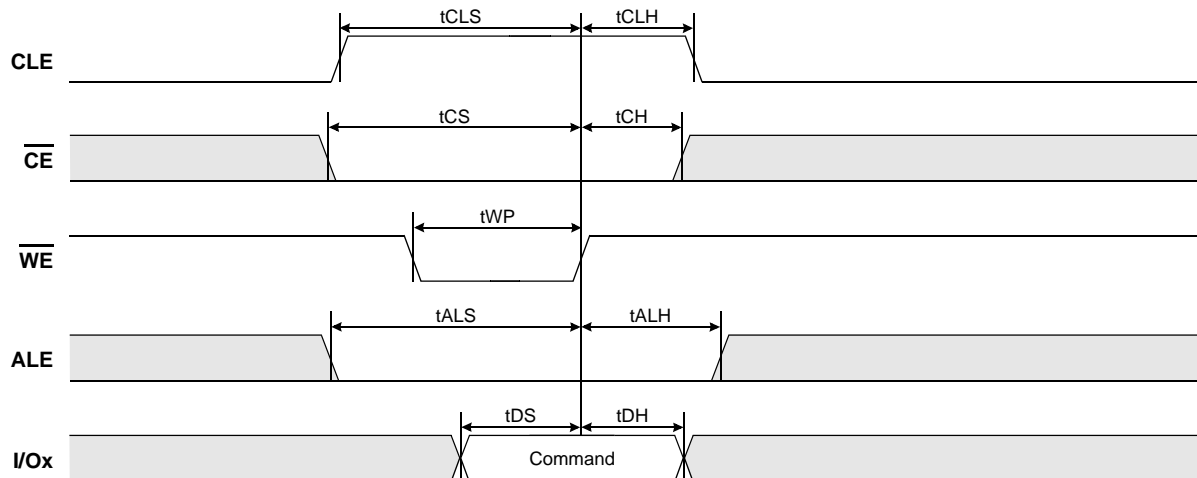 tCLS tCLH
CLE
tCS tCH
CE
tWP
WE
tALS tALH
ALE
tDS tDH
I/Ox Command